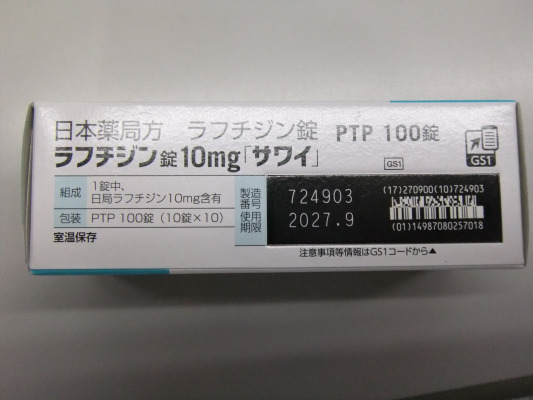 日本薬局方 ラフチジン錠 PTP 100錠
ラフチジン錠10mg「サワイ」
GS1
GS1
組成 1錠中、日局ラフチジン10mg含有
包装 PTP 100錠（10錠×10）
室温保存
製造番号 724903
使用期限 2027.9
(17)270900(10)724903
(01)14987080257018
注意事項等情報はGS1コードから▲